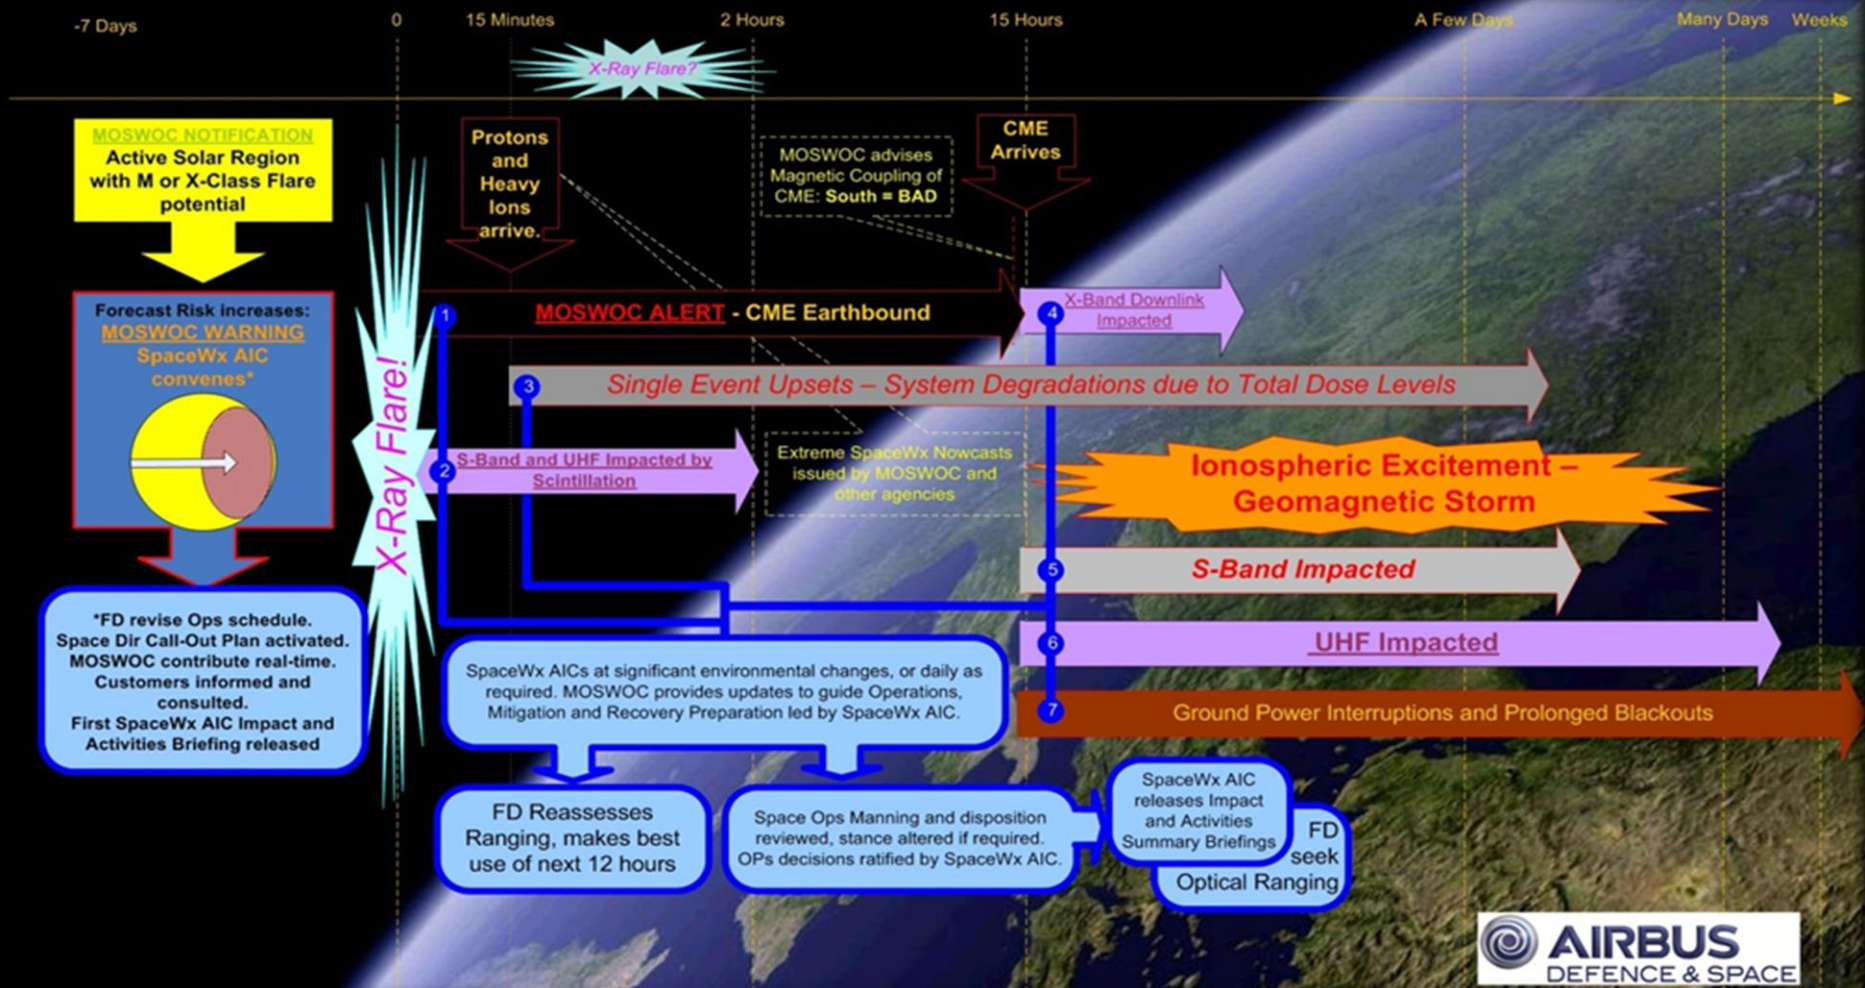 -7 Days
0
15 Minutes
2 Hours
15 Hours
A Few Days
Many Days
Weeks
X-Ray Flare?
MOSWOC NOTIFICATION
Active Solar Region
with M or X-Class Flare
potential
Protons
and
Heavy
Ions
arrive.
MOSWOC advises
Magnetic Coupling of
CME: South = BAD
CME
Arrives
Forecast Risk increases:
MOSWOC WARNING
SpaceWx AIC
convenes*
X-Ray Flare!
1
MOSWOC ALERT - CME Earthbound
4
X-Band Downlink
Impacted
3
Single Event Upsets – System Degradations due to Total Dose Levels
2
S-Band and UHF Impacted by
Scintillation
Extreme SpaceWx Nowcasts
issued by MOSWOC and
other agencies
Ionospheric Excitement –
Geomagnetic Storm
5
S-Band Impacted
6
UHF Impacted
7
Ground Power Interruptions and Prolonged Blackouts
*FD revise Ops schedule.
Space Dir Call-Out Plan activated.
MOSWOC contribute real-time.
Customers informed and
consulted.
First SpaceWx AIC Impact and
Activities Briefing released
SpaceWx AICs at significant environmental changes, or daily as
required. MOSWOC provides updates to guide Operations,
Mitigation and Recovery Preparation led by SpaceWx AIC.
FD Reassesses
Ranging, makes best
use of next 12 hours
Space Ops Manning and disposition
reviewed, stance altered if required.
OPs decisions ratified by SpaceWx AIC.
SpaceWx AIC
releases Impact
and Activities
Summary Briefings
FD
seek
Optical Ranging
AIRBUS
DEFENCE & SPACE